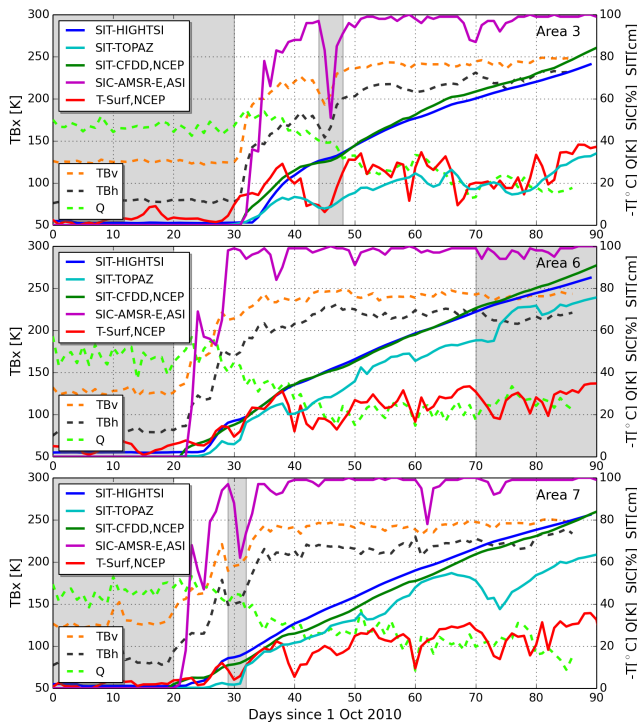 Area 3
SIT-HIGHTSI
SIT-TOPAZ
SIT-CFDD,NCEP
SIC-AMSR-E,ASI
T-Surf,NCEP
TBv
TBh
Q
300
250
200
150
100
50
TBx [K]
100
80
60
40
20
0
-T[°C] Q[K] SIC[%] SIT[cm]
0 10 20 30 40 50 60 70 80 90
Area 6
SIT-HIGHTSI
SIT-TOPAZ
SIT-CFDD,NCEP
SIC-AMSR-E,ASI
T-Surf,NCEP
TBv
TBh
Q
300
250
200
150
100
50
TBx [K]
100
80
60
40
20
0
-T[°C] Q[K] SIC[%] SIT[cm]
0 10 20 30 40 50 60 70 80 90
Area 7
SIT-HIGHTSI
SIT-TOPAZ
SIT-CFDD,NCEP
SIC-AMSR-E,ASI
T-Surf,NCEP
TBv
TBh
Q
300
250
200
150
100
50
TBx [K]
100
80
60
40
20
0
-T[°C] Q[K] SIC[%] SIT[cm]
0 10 20 30 40 50 60 70 80 90
Days since 1 Oct 2010